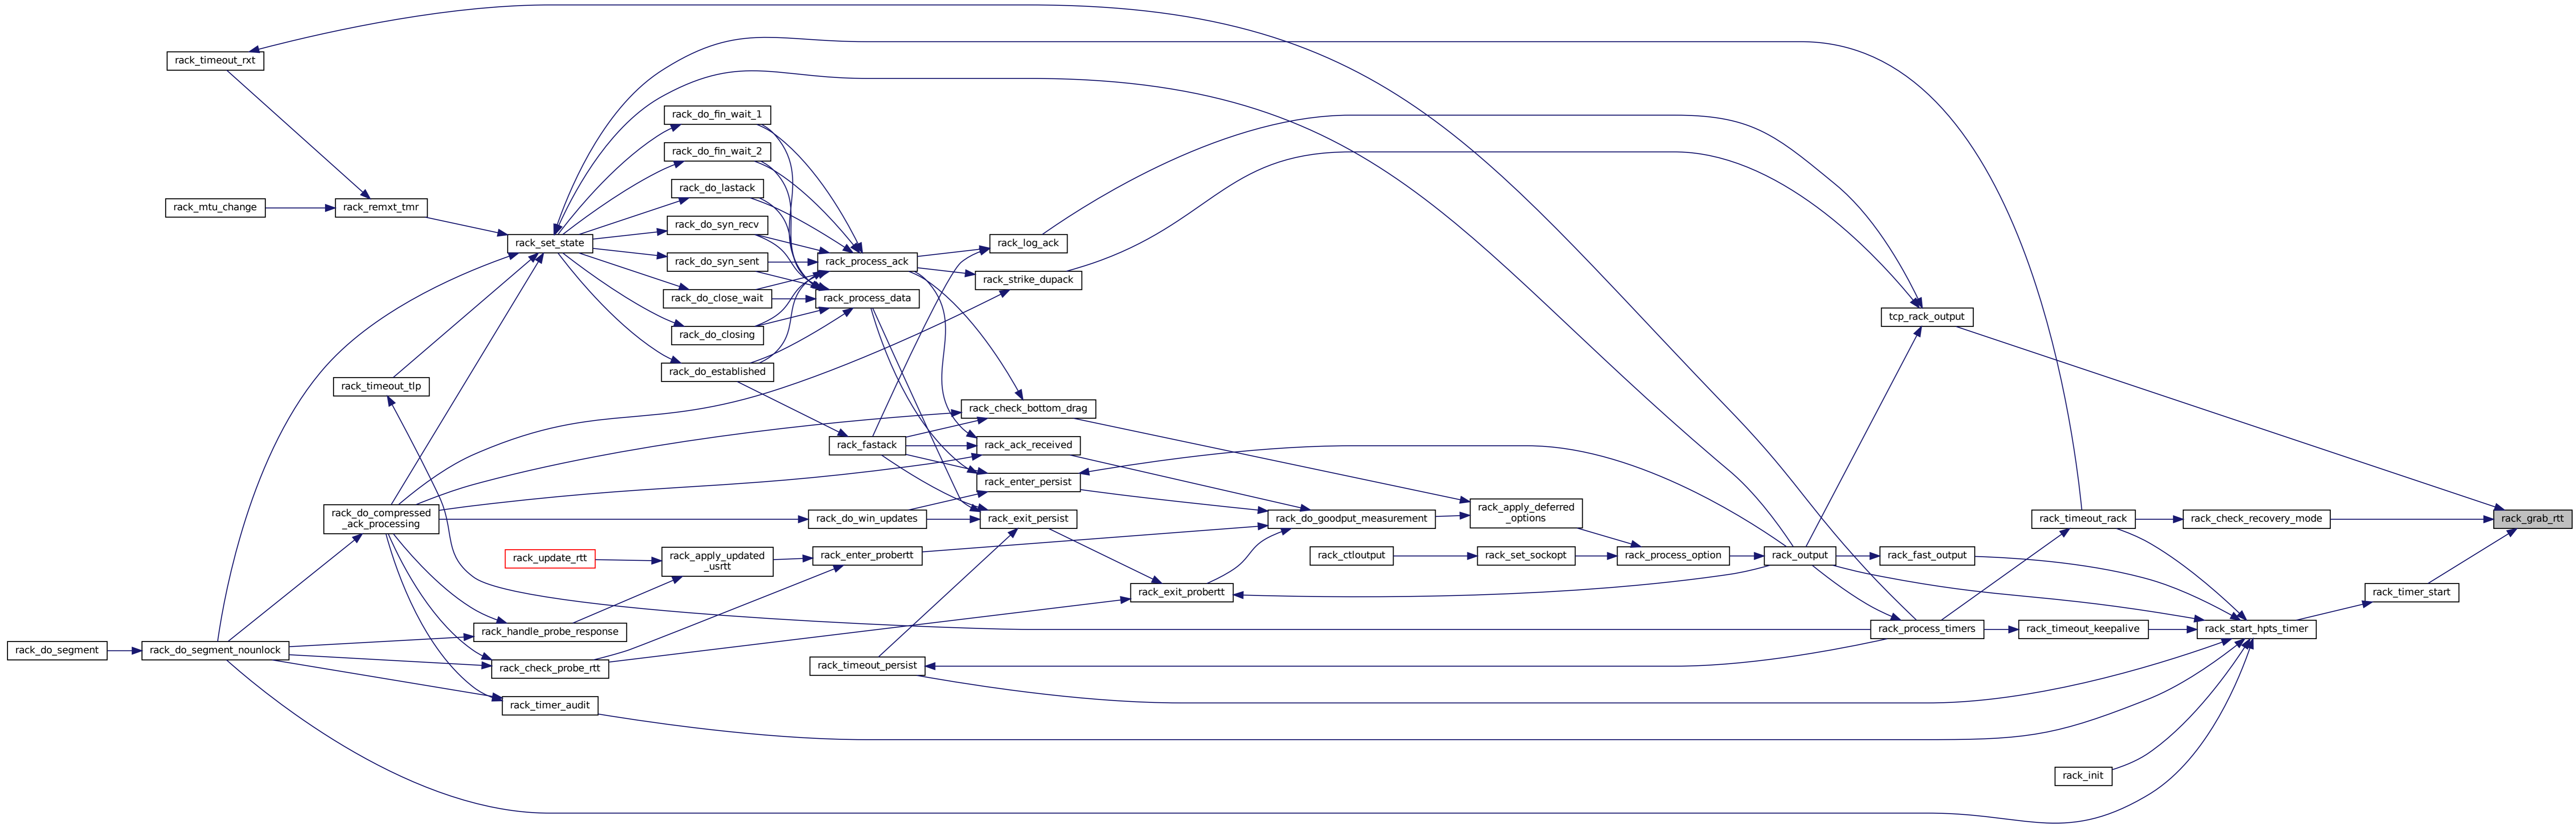 rack_timeout_rxt
rack_do_fin_wait_1
rack_do_fin_wait_2
rack_do_lastack
rack_mtu_change
rack_remxt_tmr
rack_do_syn_recv
rack_set_state
rack_log_ack
rack_do_syn_sent
rack_process_ack
rack_strike_dupack
rack_do_close_wait
rack_process_data
tcp_rack_output
rack_do_closing
rack_do_established
rack_timeout_tlp
rack_check_bottom_drag
rack_fastack
rack_ack_received
rack_enter_persist
rack_do_compressed
_ack_processing
rack_do_win_updates
rack_exit_persist
rack_do_goodput_measurement
rack_apply_deferred
_options
rack_timeout_rack
rack_check_recovery_mode
rack_grab_rtt
rack_update_rtt
rack_apply_updated
_usrtt
rack_enter_probertt
rack_ctloutput
rack_set_sockopt
rack_process_option
rack_output
rack_fast_output
rack_exit_probertt
rack_timer_start
rack_handle_probe_response
rack_process_timers
rack_timeout_keepalive
rack_start_hpts_timer
rack_do_segment
rack_do_segment_nounlock
rack_check_probe_rtt
rack_timeout_persist
rack_timer_audit
rack_init